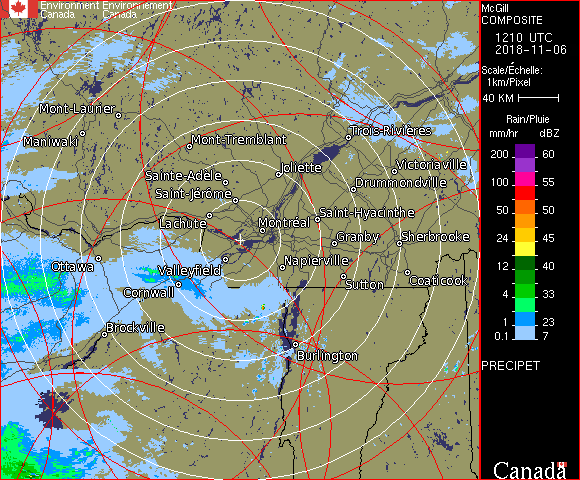 Environment Environnement
Canada Canada
McGill
COMPOSITE
1210 UTC
2018-11-06
Scale/Échelle:
1km/Pixel
40 KM
Rain/Pluie
mm/hr dBZ
200 60
100 55
50 50
24 45
12 40
4 33
1 23
0.1 7
PRECIPET
Canada
Mont-Laurier
Maniwaki
Mont-Tremblant
Trois-Rivières
Victoriaville
Joliette
Sainte-Adèle
Drummondville
Saint-Jérôme
Lachute
Montréal
Saint-Hyacinthe
Granby
Sherbrooke
Ottawa
Valleyfield
Napierville
Sutton
Coaticook
Cornwall
Brockville
Burlington